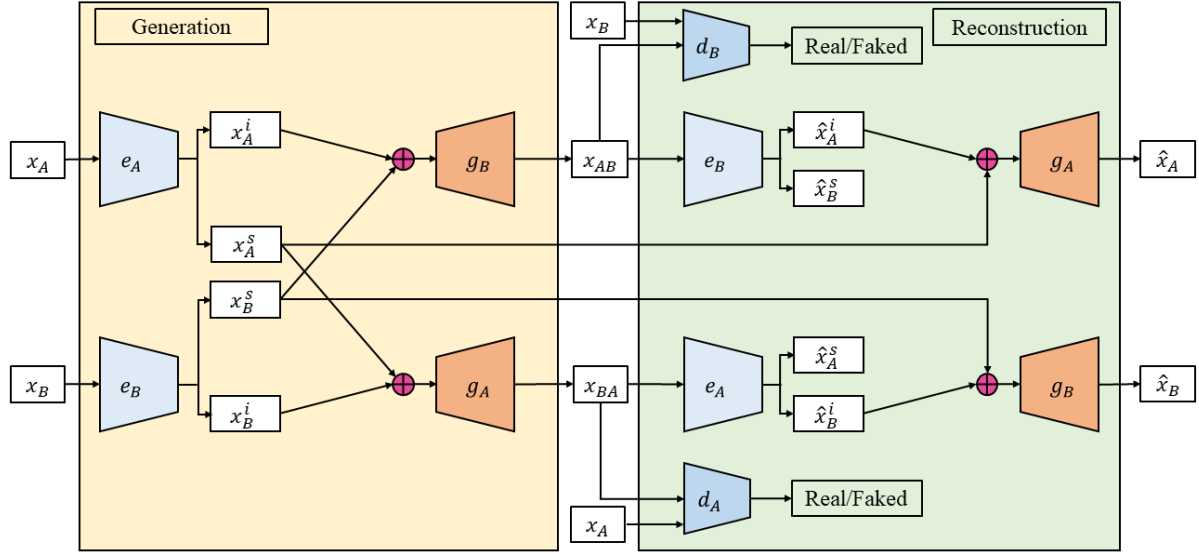 Generation
x_B
d_B
Real/Faked
Reconstruction
x_A
e_A
x_A^i
g_B
x_AB
e_B
x̂_A^i
x̂_B^s
g_A
x̂_A
x_A^s
x_B^s
x_B
e_B
x_B^i
g_A
x_BA
e_A
x̂_A^s
x̂_B^i
g_B
x̂_B
d_A
Real/Faked
x_A